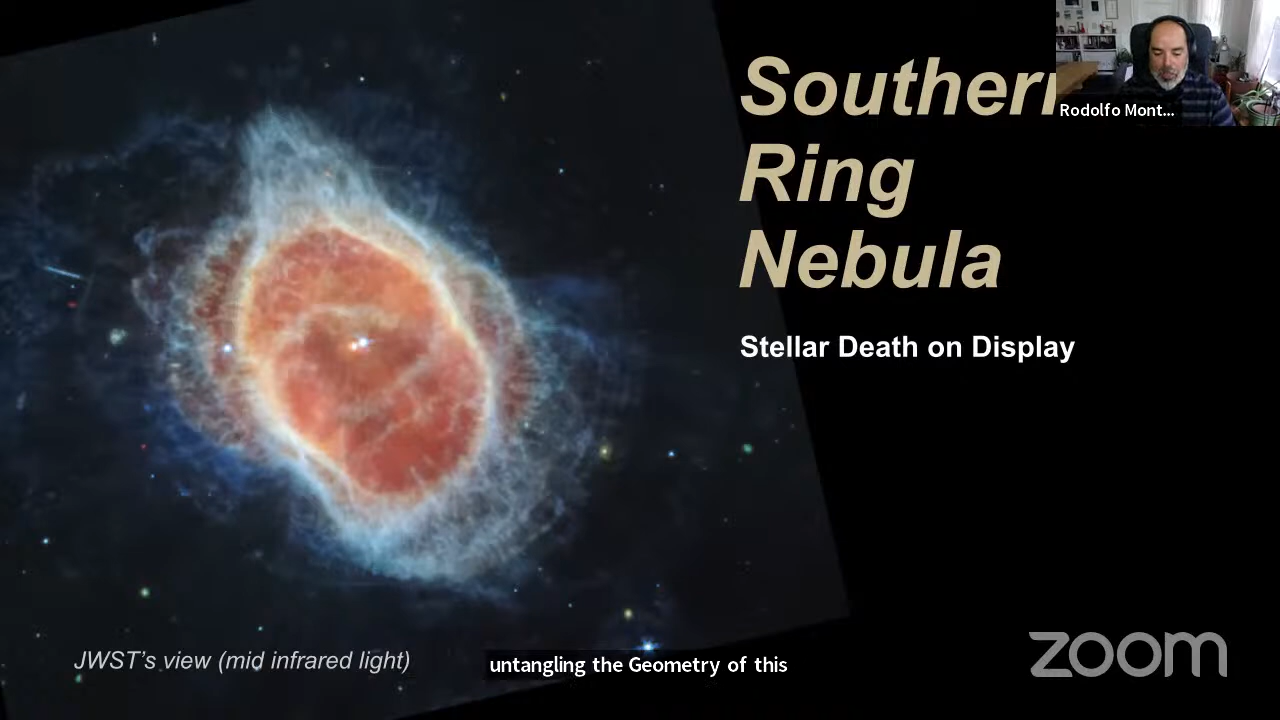 Southern
Ring
Nebula
Rodolfo Mont...
Stellar Death on Display
JWST's view (mid infrared light)
untangling the Geometry of this
zoom